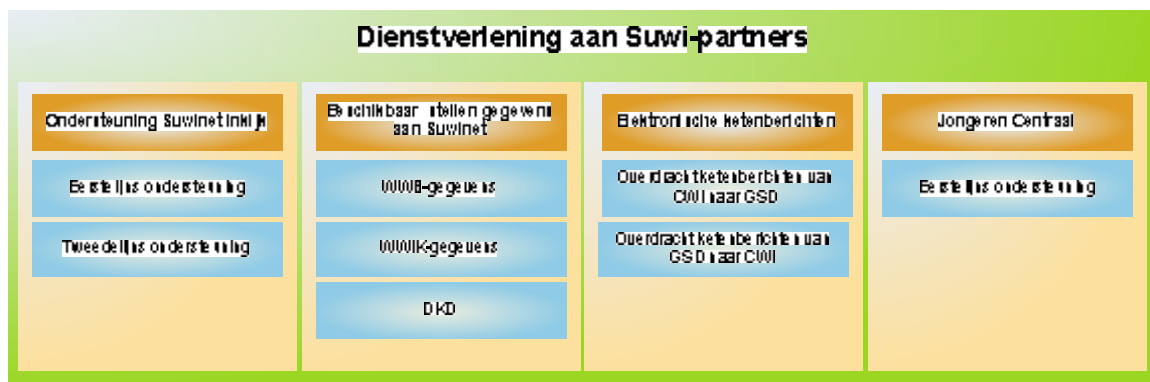 Dienstverlening aan Suwi-partners
Ondersteuning Suwinet Inkijk
Eerstelijns ondersteuning
Tweedelijns ondersteuning
Beschikbaar stellen gegevens
aan Suwinet
WWB-gegevens
WWIK-gegevens
DKD
Elektronische ketenberichten
Overdracht ketenberichten van
CWI naar GSD
Overdracht ketenberichten van
GSD naar CWI
Jongeren Centraal
Eerstelijns ondersteuning